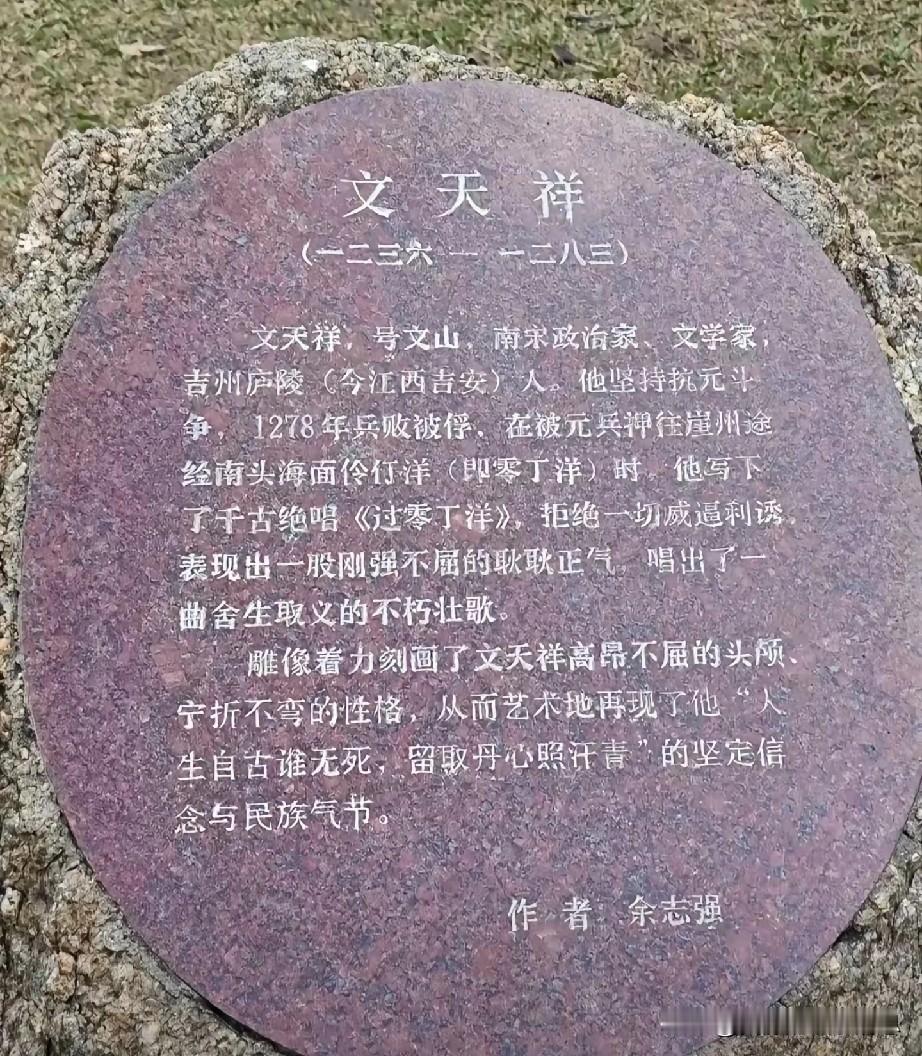 文天祥
(一二三六 — 一二八三)
文天祥，号文山，南宋政治家、文学家，
吉州庐陵（今江西吉安）人。他坚持抗元斗
争，1278年兵败被俘，在被元兵押往崖州途
经南头海面伶仃洋（即零丁洋）时，他写下
了千古绝唱《过零丁洋》，拒绝一切威逼利诱，
表现出一股刚强不屈的耿耿正气，唱出了一
曲舍生取义的不朽壮歌。
雕像着力刻画了文天祥高昂不屈的头颅、
宁折不弯的性格，从而艺术地再现了他“人
生自古谁无死，留取丹心照汗青”的坚定信
念与民族气节。
作者 余志强